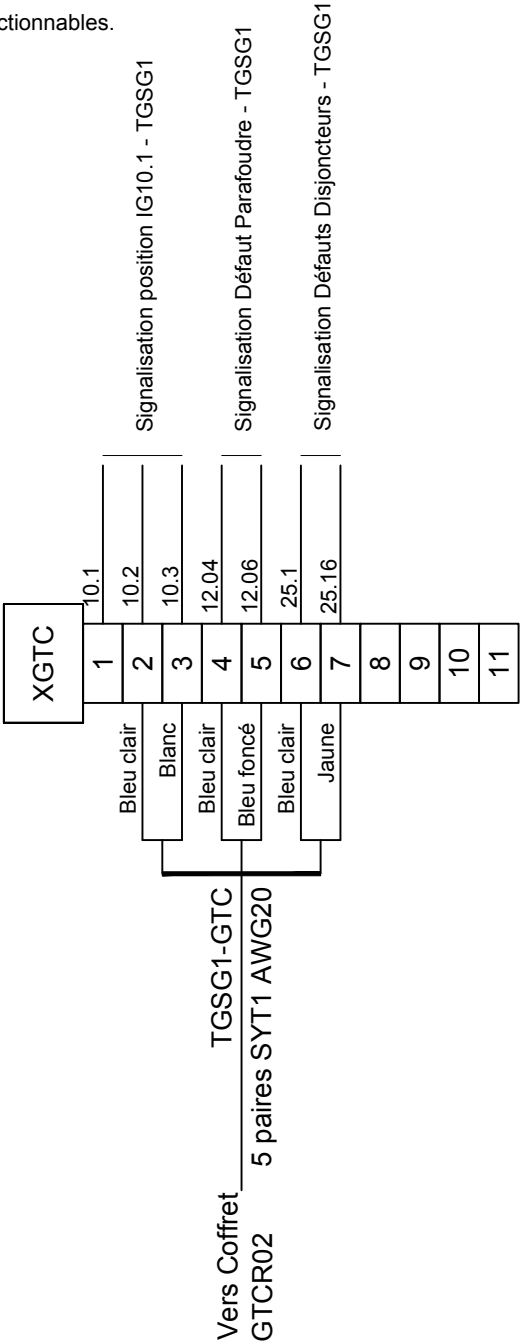 ctionnables.
Signalisation position IG10.1 - TGSG1
Signalisation Défaut Parafoudre - TGSG1
Signalisation Défauts Disjoncteurs - TGSG1
10.1
10.2
10.3
12.04
12.06
25.1
25.16
XGTC
1
2
3
4
5
6
7
8
9
10
11
Bleu clair
Blanc
Bleu clair
Bleu foncé
Bleu clair
Jaune
TGSG1-GTC
5 paires SYT1 AWG20
Vers Coffret
GTCR02